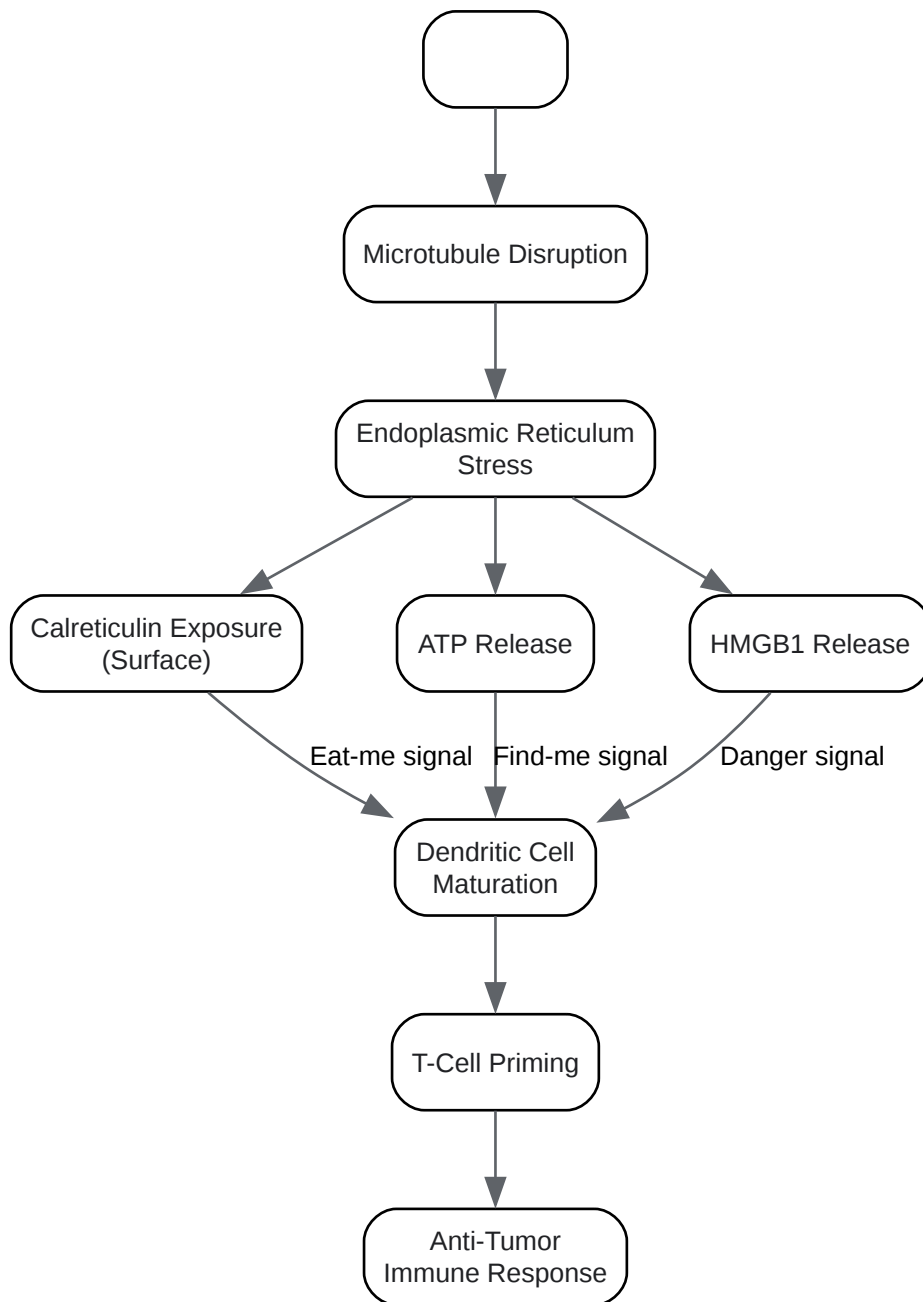 Microtubule Disruption
Endoplasmic Reticulum
Stress
Calreticulin Exposure
(Surface)
ATP Release
HMGB1 Release
Eat-me signal
Find-me signal
Danger signal
Dendritic Cell
Maturation
T-Cell Priming
Anti-Tumor
Immune Response